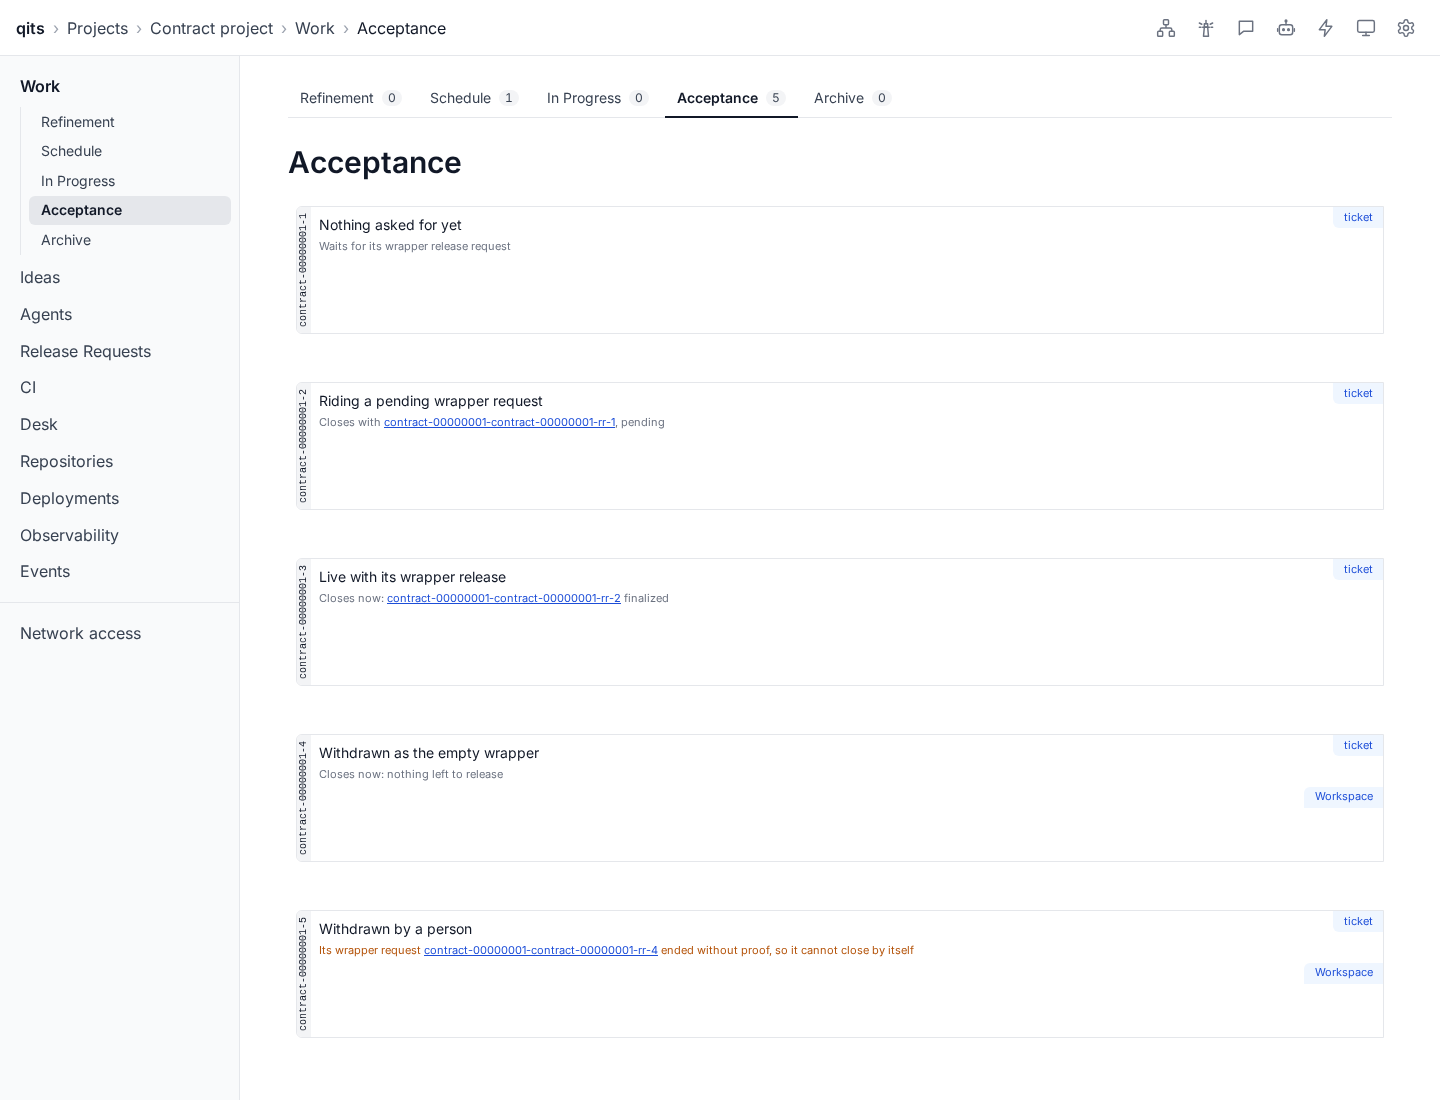 qits › Projects › Contract project › Work › Acceptance
Work
Refinement
Schedule
In Progress
Acceptance
Archive
Ideas
Agents
Release Requests
CI
Desk
Repositories
Deployments
Observability
Events
Network access
Refinement 0 Schedule 1 In Progress 0 Acceptance 5 Archive 0
Acceptance
contract-00000001-1
Nothing asked for yet
ticket
Waits for its wrapper release request
contract-00000001-2
Riding a pending wrapper request
ticket
Closes with contract-00000001-contract-00000001-rr-1, pending
contract-00000001-3
Live with its wrapper release
ticket
Closes now: contract-00000001-contract-00000001-rr-2 finalized
contract-00000001-4
Withdrawn as the empty wrapper
ticket
Closes now: nothing left to release
Workspace
contract-00000001-5
Withdrawn by a person
ticket
Its wrapper request contract-00000001-contract-00000001-rr-4 ended without proof, so it cannot close by itself
Workspace